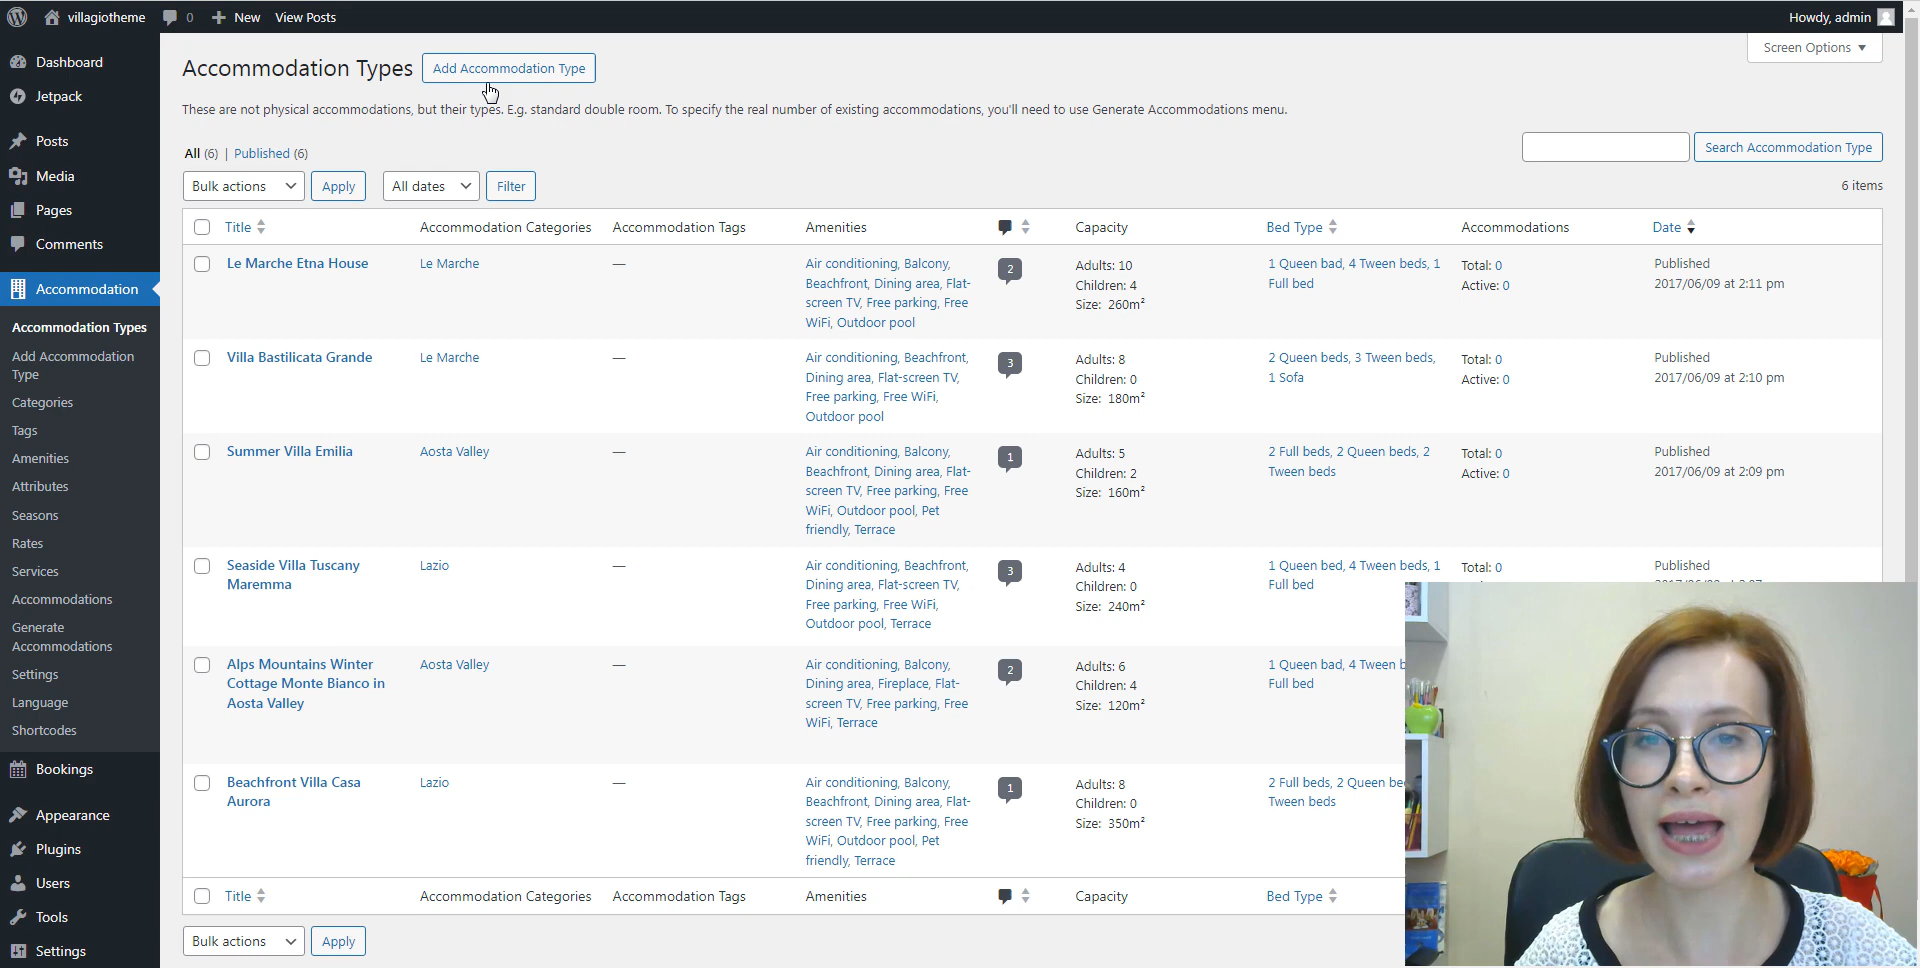 villagiotheme 0 New View Posts Howdy, admin
Screen Options
Dashboard
Jetpack
Posts
Media
Pages
Comments
Accommodation
Accommodation Types
Add Accommodation
Type
Categories
Tags
Amenities
Attributes
Seasons
Rates
Services
Accommodations
Generate
Accommodations
Settings
Language
Shortcodes
Bookings
Appearance
Plugins
Users
Tools
Settings
Accommodation Types Add Accommodation Type
These are not physical accommodations, but their types. E.g. standard double room. To specify the real number of existing accommodations, you'll need to use Generate Accommodations menu.
All (6) | Published (6)
Search Accommodation Type
Bulk actions Apply All dates Filter 6 items
Title Accommodation Categories Accommodation Tags Amenities Capacity Bed Type Accommodations Date
Le Marche Etna House Le Marche — Air conditioning, Balcony, 2 Adults: 10 1 Queen bad, 4 Tween beds, 1 Total: 0 Published
Beachfront, Dining area, Flat- Children: 4 Full bed Active: 0 2017/06/09 at 2:11 pm
screen TV, Free parking, Free Size: 260m²
WiFi, Outdoor pool
Villa Bastilicata Grande Le Marche — Air conditioning, Beachfront, 3 Adults: 8 2 Queen beds, 3 Tween beds, Total: 0 Published
Dining area, Flat-screen TV, Children: 0 1 Sofa Active: 0 2017/06/09 at 2:10 pm
Free parking, Free WiFi, Size: 180m²
Outdoor pool
Summer Villa Emilia Aosta Valley — Air conditioning, Balcony, 1 Adults: 5 2 Full beds, 2 Queen beds, 2 Total: 0 Published
Beachfront, Dining area, Flat- Children: 2 Tween beds Active: 0 2017/06/09 at 2:09 pm
screen TV, Free parking, Free Size: 160m²
WiFi, Outdoor pool, Pet
friendly, Terrace
Seaside Villa Tuscany Lazio — Air conditioning, Beachfront, 3 Adults: 4 1 Queen bed, 4 Tween beds, 1 Total: 0 Published
Maremma Dining area, Flat-screen TV, Children: 0 Full bed
Free parking, Free WiFi, Size: 240m²
Outdoor pool, Terrace
Alps Mountains Winter Aosta Valley — Air conditioning, Balcony, 2 Adults: 6 1 Queen bad, 4 Tween b
Cottage Monte Bianco in Dining area, Fireplace, Flat- Children: 4 Full bed
Aosta Valley screen TV, Free parking, Free Size: 120m²
WiFi, Terrace
Beachfront Villa Casa Lazio — Air conditioning, Balcony, 1 Adults: 8 2 Full beds, 2 Queen be
Aurora Beachfront, Dining area, Flat- Children: 0 Tween beds
screen TV, Free parking, Free Size: 350m²
WiFi, Outdoor pool, Pet
friendly, Terrace
Title Accommodation Categories Accommodation Tags Amenities Capacity Bed Type
Bulk actions Apply